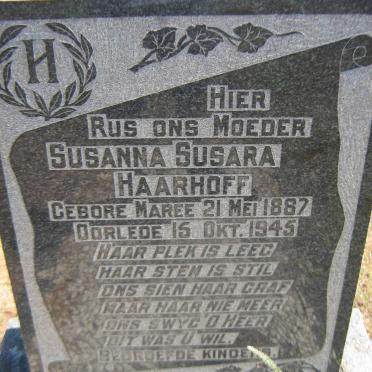 H
HIER
RUS ONS MOEDER
SUSANNA SUSARA
HAARHOFF
GEBORE MAREE 21 MEI 1887
OORLEDE 15 OKT. 1945
HAAR PLEK IS LEEG
HAAR STEM IS STIL
ONS SIEN HAAR GRAF
MAAR HAAR NIE MEER
ONS SWYG O HEER
DIT WAS U WIL.
BEDROEFDE KINDERS